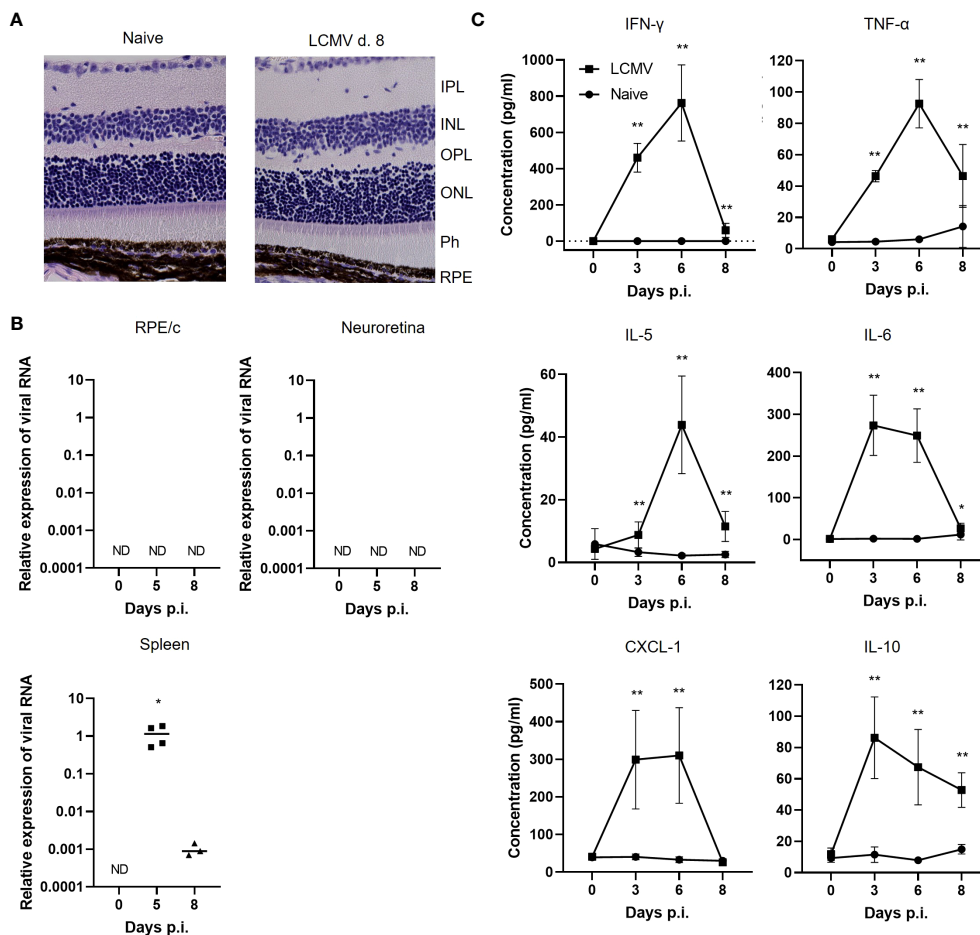 A
Naive
LCMV d. 8
IPL
INL
OPL
ONL
Ph
RPE
B
RPE/c
Relative expression of viral RNA
10
1
0.1
0.01
0.001
0.0001
ND ND ND
0 5 8
Days p.i.
Neuroretina
Relative expression of viral RNA
10
1
0.1
0.01
0.001
0.0001
ND ND ND
0 5 8
Days p.i.
Spleen
Relative expression of viral RNA
10
1
0.1
0.01
0.001
0.0001
*
ND
0 5 8
Days p.i.
C
IFN-γ
Concentration (pg/ml)
1000
800
600
400
200
0
LCMV
Naive
**
**
**
0 3 6 8
Days p.i.
TNF-α
120
100
80
60
40
20
0
**
**
**
0 3 6 8
Days p.i.
IL-5
Concentration (pg/ml)
60
40
20
0
**
**
**
0 3 6 8
Days p.i.
IL-6
400
300
200
100
0
**
**
*
0 3 6 8
Days p.i.
CXCL-1
Concentration (pg/ml)
500
400
300
200
100
0
**
**
0 3 6 8
Days p.i.
IL-10
120
100
80
60
40
20
0
**
**
**
0 3 6 8
Days p.i.